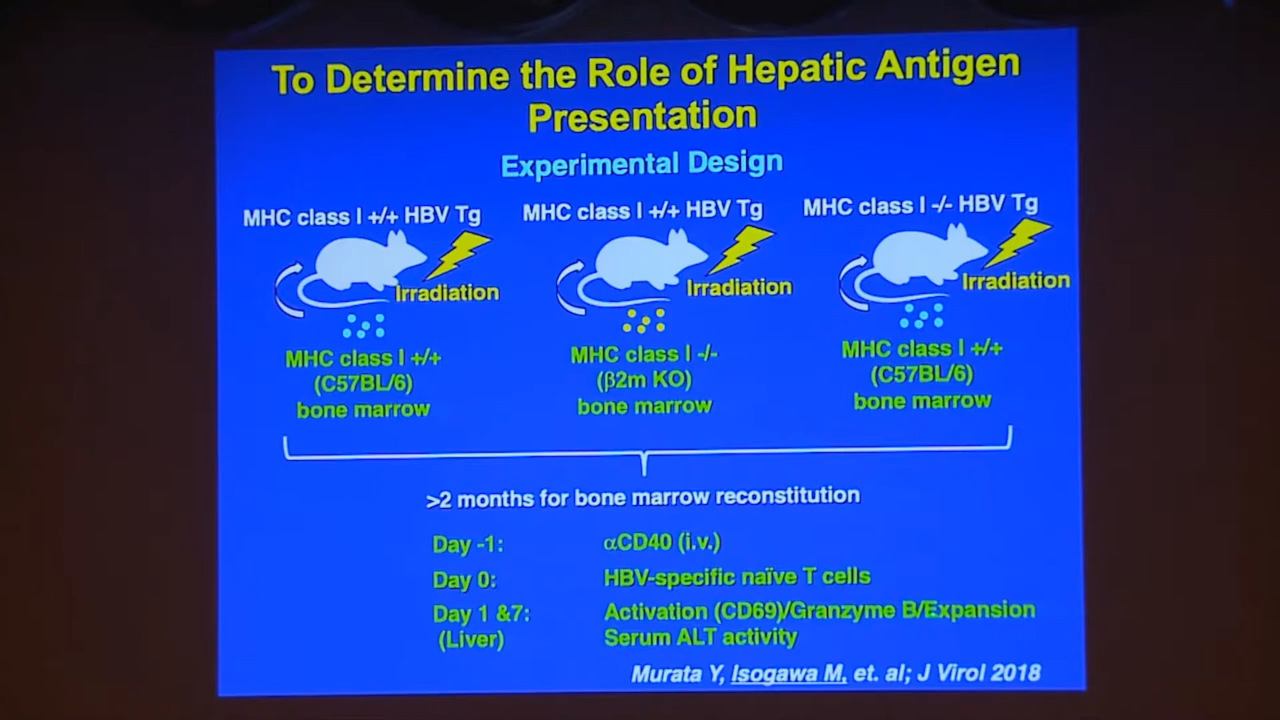 To Determine the Role of Hepatic Antigen
Presentation
Experimental Design
MHC class I +/+ HBV Tg
MHC class I +/+ HBV Tg
MHC class I -/- HBV Tg
Irradiation
Irradiation
Irradiation
MHC class I +/+
(C57BL/6)
bone marrow
MHC class I -/-
(β2m KO)
bone marrow
MHC class I +/+
(C57BL/6)
bone marrow
>2 months for bone marrow reconstitution
Day -1: αCD40 (i.v.)
Day 0: HBV-specific naïve T cells
Day 1 &7: Activation (CD69)/Granzyme B/Expansion
(Liver) Serum ALT activity
Murata Y, Isogawa M, et. al; J Virol 2018